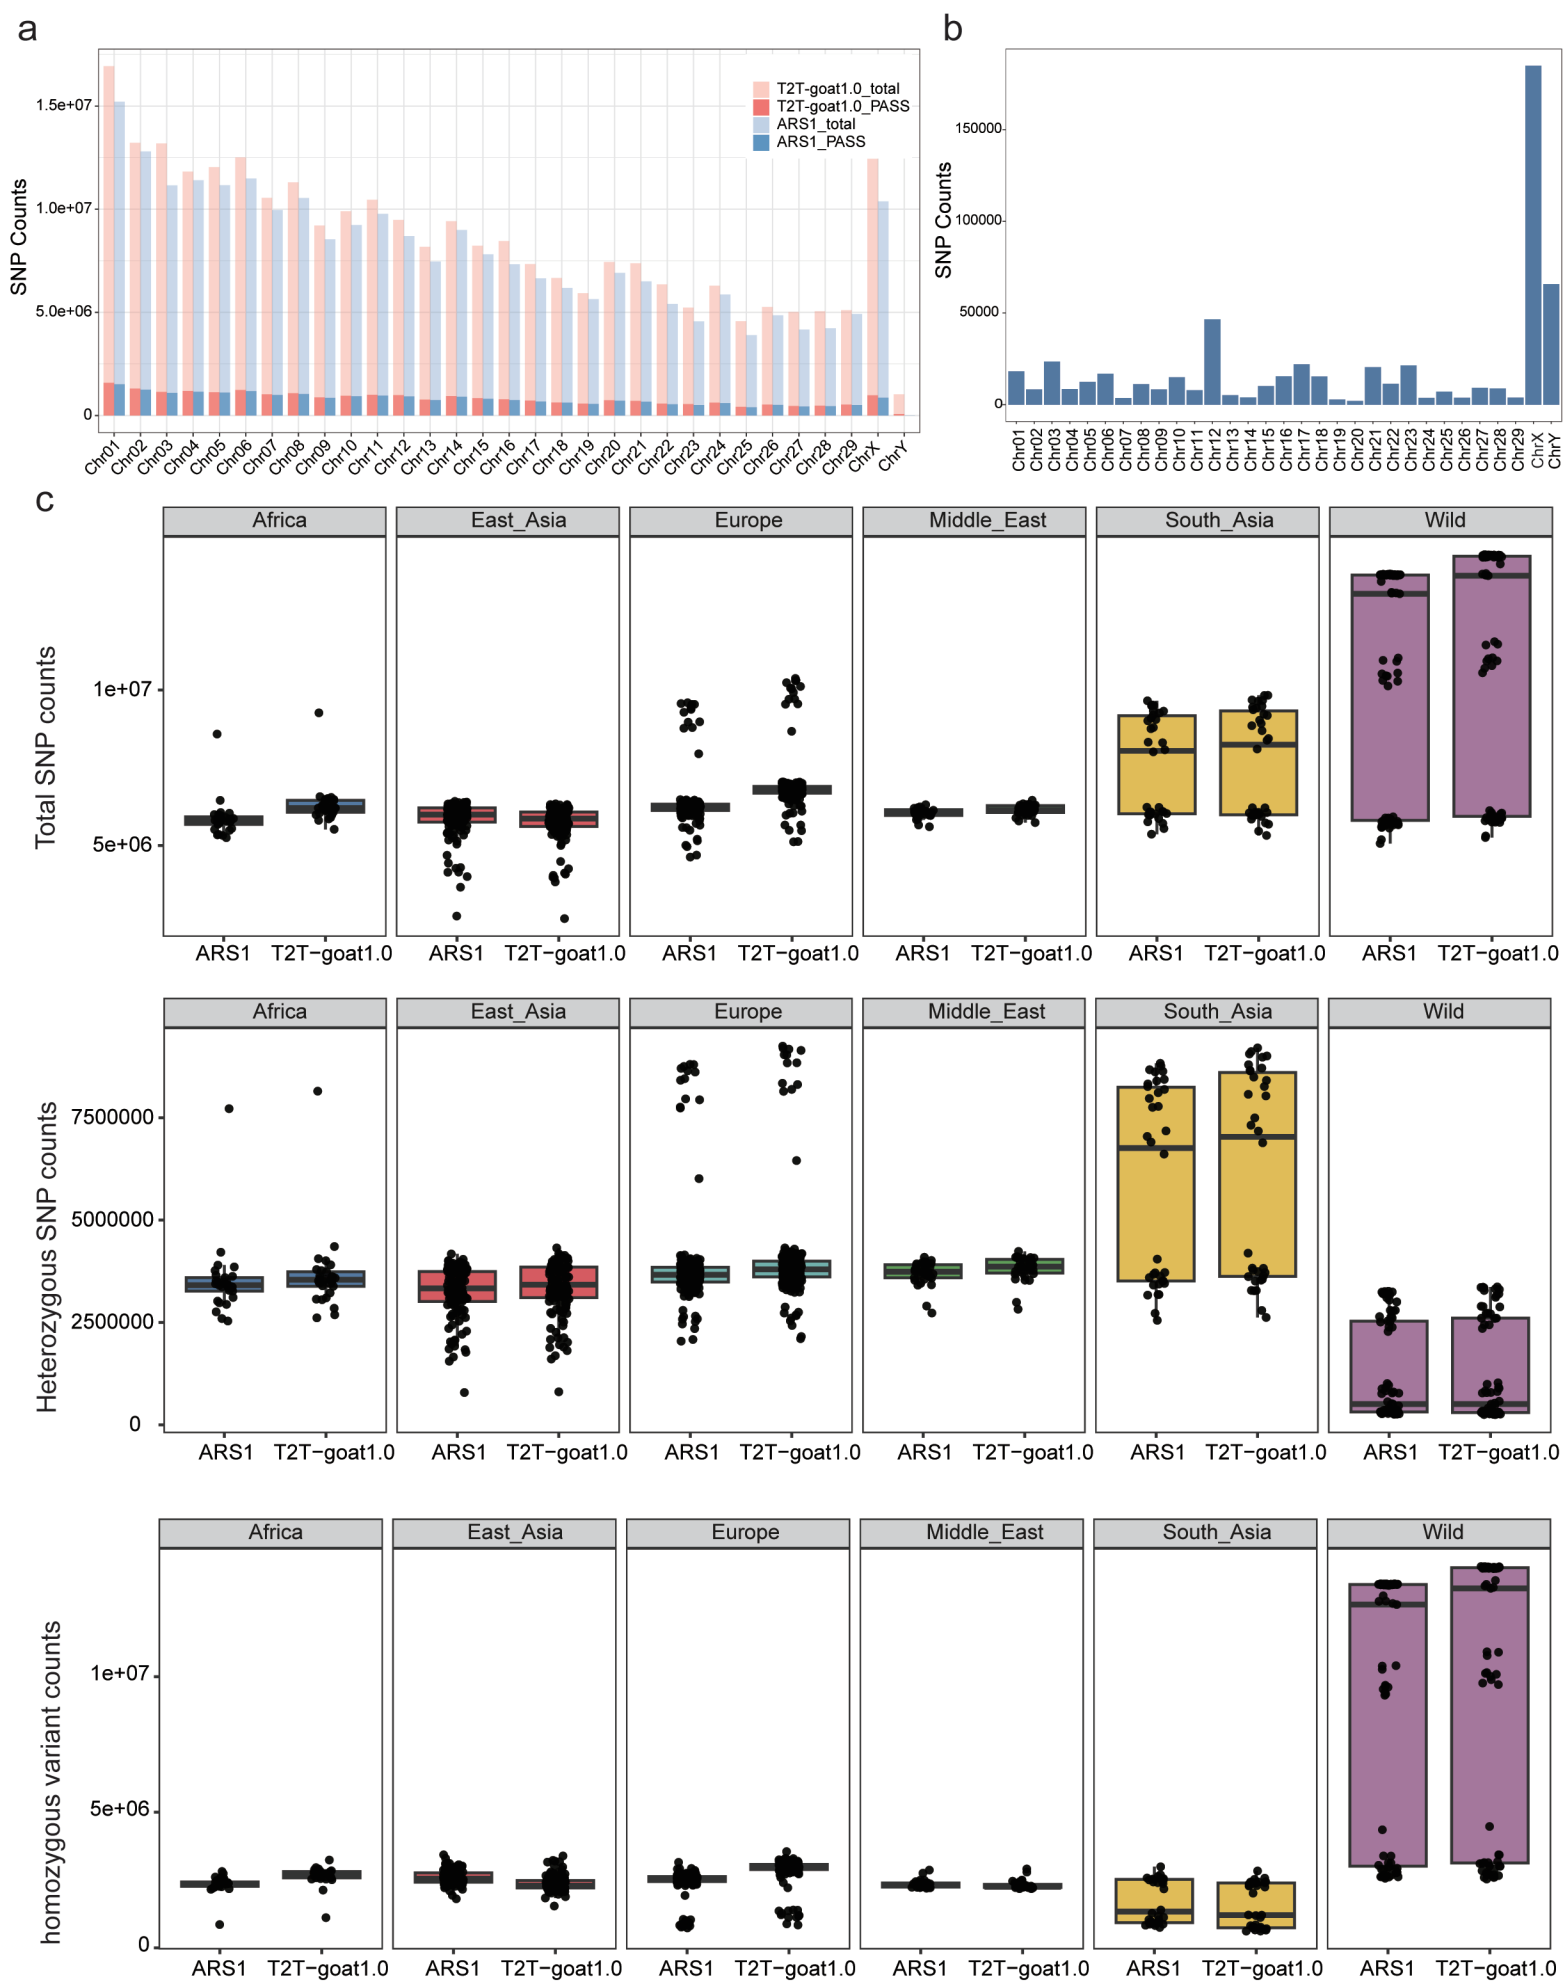 a
SNP Counts
1.5e+07
1.0e+07
5.0e+06
0
T2T-goat1.0_total
T2T-goat1.0_PASS
ARS1_total
ARS1_PASS
Chr01 Chr02 Chr03 Chr04 Chr05 Chr06 Chr07 Chr08 Chr09 Chr10 Chr11 Chr12 Chr13 Chr14 Chr15 Chr16 Chr17 Chr18 Chr19 Chr20 Chr21 Chr22 Chr23 Chr24 Chr25 Chr26 Chr27 Chr28 Chr29 ChrX ChrY
b
SNP Counts
150000
100000
50000
0
Chr01 Chr02 Chr03 Chr04 Chr05 Chr06 Chr07 Chr08 Chr09 Chr10 Chr11 Chr12 Chr13 Chr14 Chr15 Chr16 Chr17 Chr18 Chr19 Chr20 Chr21 Chr22 Chr23 Chr24 Chr25 Chr26 Chr27 Chr28 Chr29 ChrX ChrY
c
Africa East_Asia Europe Middle_East South_Asia Wild
Total SNP counts
1e+07
5e+06
ARS1 T2T−goat1.0 ARS1 T2T−goat1.0 ARS1 T2T−goat1.0 ARS1 T2T−goat1.0 ARS1 T2T−goat1.0 ARS1 T2T−goat1.0
Africa East_Asia Europe Middle_East South_Asia Wild
Heterozygous SNP counts
7500000
5000000
2500000
0
ARS1 T2T−goat1.0 ARS1 T2T−goat1.0 ARS1 T2T−goat1.0 ARS1 T2T−goat1.0 ARS1 T2T−goat1.0 ARS1 T2T−goat1.0
Africa East_Asia Europe Middle_East South_Asia Wild
homozygous variant counts
1e+07
5e+06
0
ARS1 T2T−goat1.0 ARS1 T2T−goat1.0 ARS1 T2T−goat1.0 ARS1 T2T−goat1.0 ARS1 T2T−goat1.0 ARS1 T2T−goat1.0